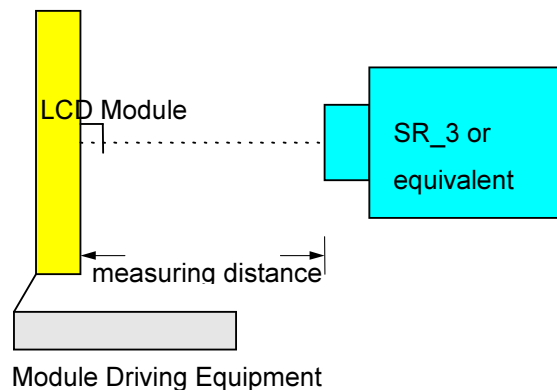 LCD Module
SR_3 or
equivalent
measuring distance
Module Driving Equipment